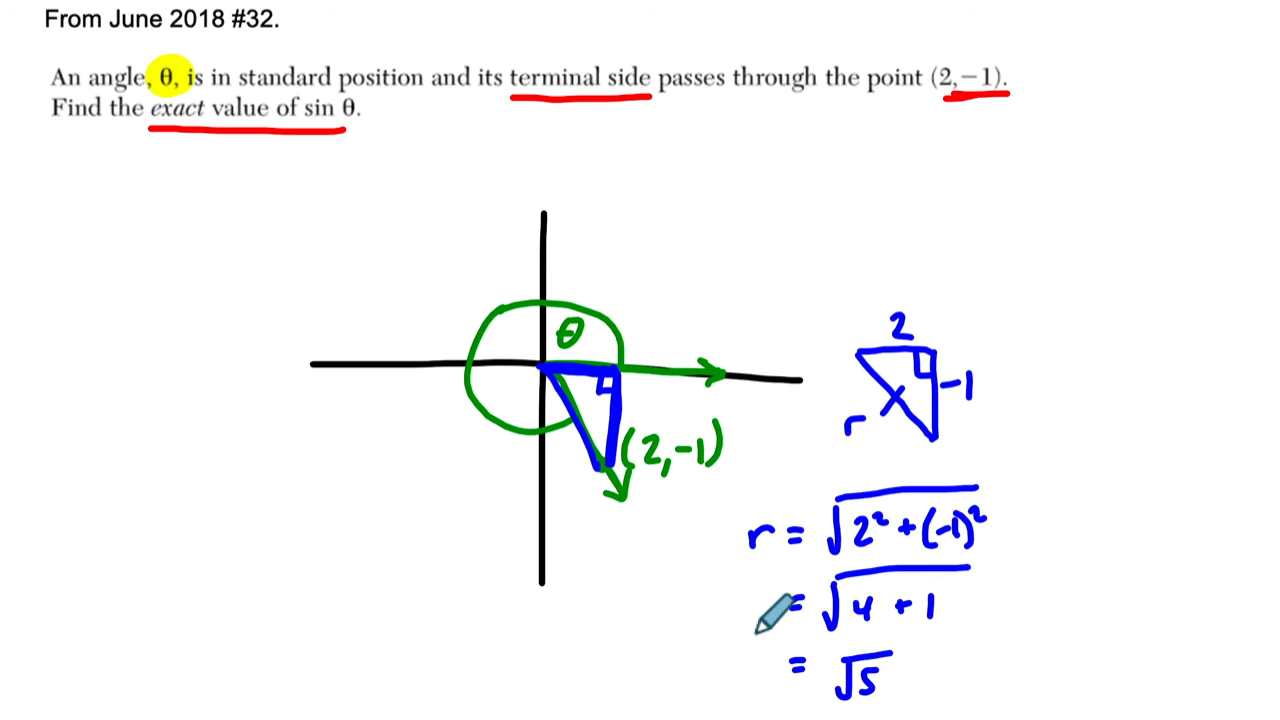 From June 2018 #32.
An angle, θ, is in standard position and its terminal side passes through the point (2,−1).
Find the exact value of sin θ.
θ
(2,-1)
2
-1
r
r = √2² + (-1)²
= √4 + 1
= √5